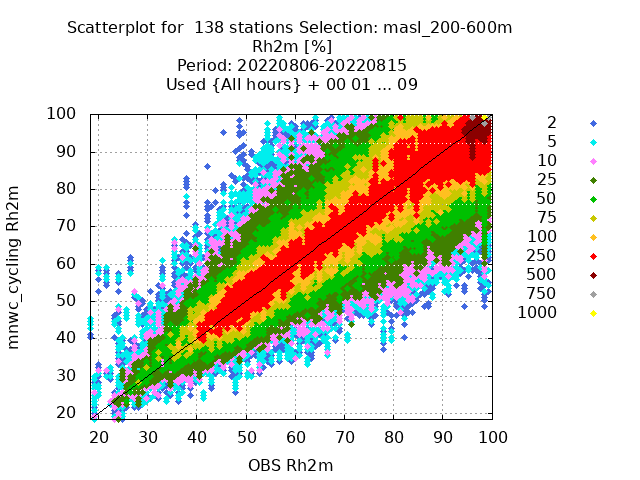 Scatterplot for  138 stations Selection: masl_200-600m
Rh2m [%]
Period: 20220806-20220815
Used {All hours} + 00 01 ... 09
mnwc_cycling Rh2m
100
90
80
70
60
50
40
30
20
20 30 40 50 60 70 80 90 100
OBS Rh2m
2
5
10
25
50
75
100
250
500
750
1000